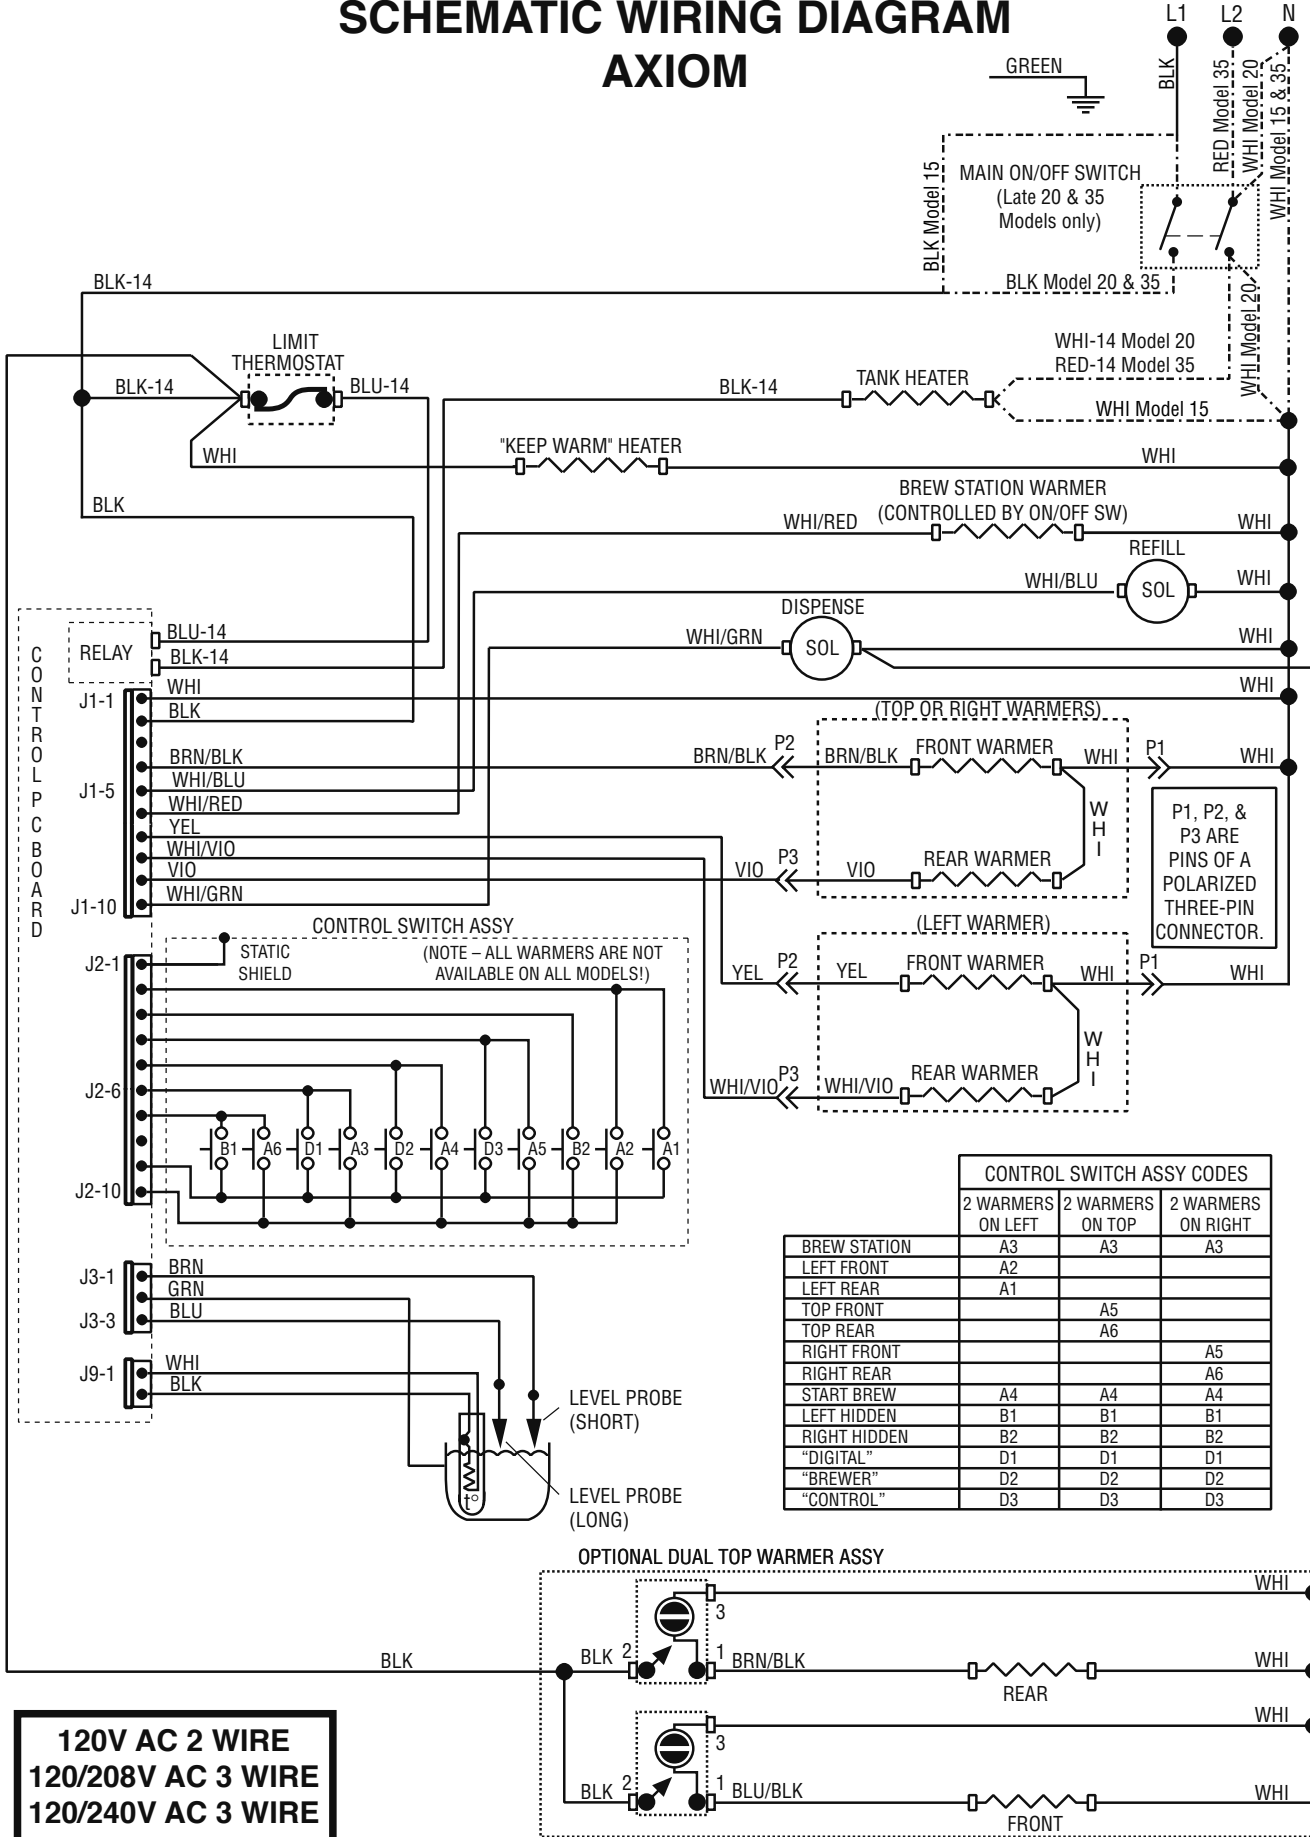 SCHEMATIC WIRING DIAGRAM
AXIOM
L1
L2
N
GREEN
BLK
RED Model 35
WHI Model 20
WHI Model 15 & 35
MAIN ON/OFF SWITCH
(Late 20 & 35
Models only)
BLK Model 15
BLK Model 20 & 35
WHI Model 20
BLK-14
LIMIT
THERMOSTAT
BLK-14
BLU-14
BLK-14
TANK HEATER
WHI-14 Model 20
RED-14 Model 35
WHI Model 15
WHI
"KEEP WARM" HEATER
WHI
BLK
BREW STATION WARMER
(CONTROLLED BY ON/OFF SW)
WHI/RED
WHI
REFILL
WHI/BLU
SOL
WHI
DISPENSE
WHI/GRN
SOL
WHI
CONTROL PC BOARD
RELAY
BLU-14
BLK-14
J1-1
WHI
WHI
BLK
(TOP OR RIGHT WARMERS)
BRN/BLK
BRN/BLK
P2
BRN/BLK
FRONT WARMER
WHI
P1
WHI
J1-5
WHI/BLU
WHI/RED
YEL
WHI/VIO
VIO
VIO
P3
VIO
REAR WARMER
WHI
J1-10
WHI/GRN
P1, P2, &
P3 ARE
PINS OF A
POLARIZED
THREE-PIN
CONNECTOR.
CONTROL SWITCH ASSY
(LEFT WARMER)
J2-1
STATIC
SHIELD
(NOTE – ALL WARMERS ARE NOT
AVAILABLE ON ALL MODELS!)
YEL
P2
YEL
FRONT WARMER
WHI
P1
WHI
WHI
J2-6
WHI/VIO
P3
WHI/VIO
REAR WARMER
B1 A6 D1 A3 D2 A4 D3 A5 B2 A2 A1
J2-10
CONTROL SWITCH ASSY CODES
2 WARMERS ON LEFT 2 WARMERS ON TOP 2 WARMERS ON RIGHT
BREW STATION A3 A3 A3
LEFT FRONT A2
LEFT REAR A1
TOP FRONT A5
TOP REAR A6
RIGHT FRONT A5
RIGHT REAR A6
START BREW A4 A4 A4
LEFT HIDDEN B1 B1 B1
RIGHT HIDDEN B2 B2 B2
“DIGITAL” D1 D1 D1
“BREWER” D2 D2 D2
“CONTROL” D3 D3 D3
J3-1
BRN
GRN
J3-3
BLU
J9-1
WHI
BLK
LEVEL PROBE
(SHORT)
t°
LEVEL PROBE
(LONG)
OPTIONAL DUAL TOP WARMER ASSY
3
WHI
BLK
BLK
2
1
BRN/BLK
REAR
WHI
3
WHI
BLK
2
1
BLU/BLK
FRONT
WHI
120V AC 2 WIRE
120/208V AC 3 WIRE
120/240V AC 3 WIRE